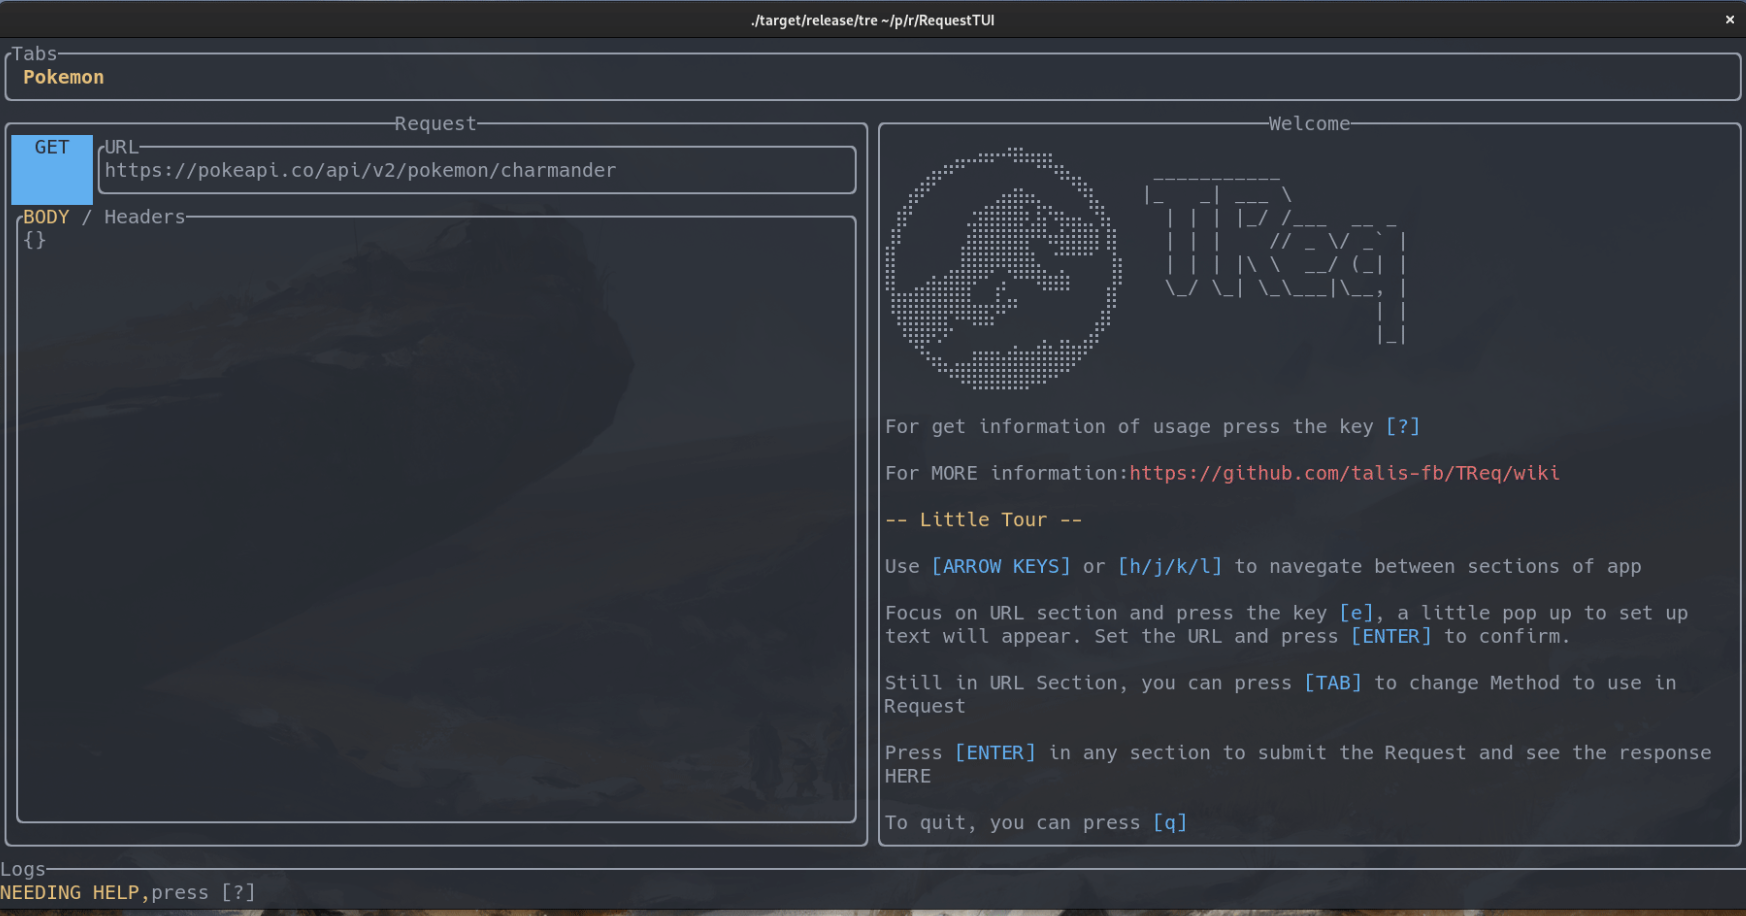 ./target/release/tre ~/p/r/RequestTUI
×
Tabs
Pokemon
Request
GET
URL
https://pokeapi.co/api/v2/pokemon/charmander
BODY / Headers
{}
Welcome
TReq
For get information of usage press the key [?]
For MORE information:https://github.com/talis-fb/TReq/wiki
-- Little Tour --
Use [ARROW KEYS] or [h/j/k/l] to navegate between sections of app
Focus on URL section and press the key [e], a little pop up to set up
text will appear. Set the URL and press [ENTER] to confirm.
Still in URL Section, you can press [TAB] to change Method to use in
Request
Press [ENTER] in any section to submit the Request and see the response
HERE
To quit, you can press [q]
Logs
NEEDING HELP,press [?]